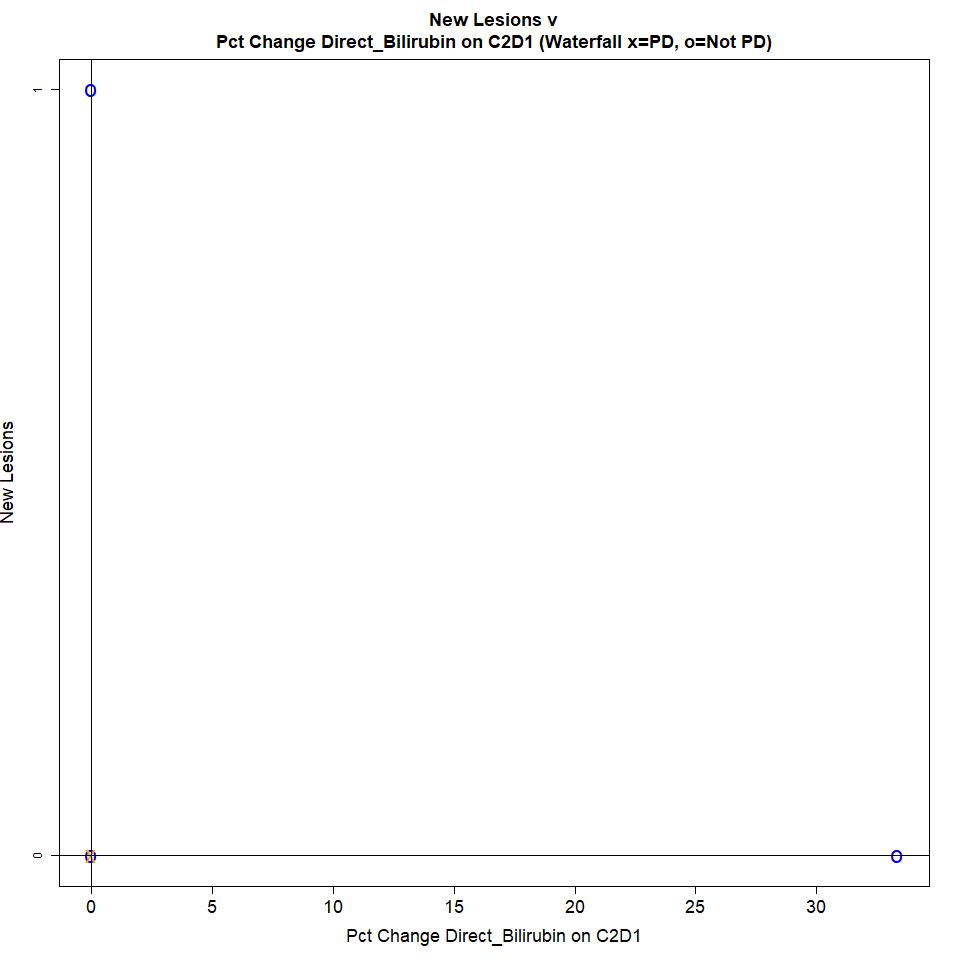 New Lesions v
Pct Change Direct_Bilirubin on C2D1 (Waterfall x=PD, o=Not PD)
1
New Lesions
0
0 5 10 15 20 25 30
Pct Change Direct_Bilirubin on C2D1